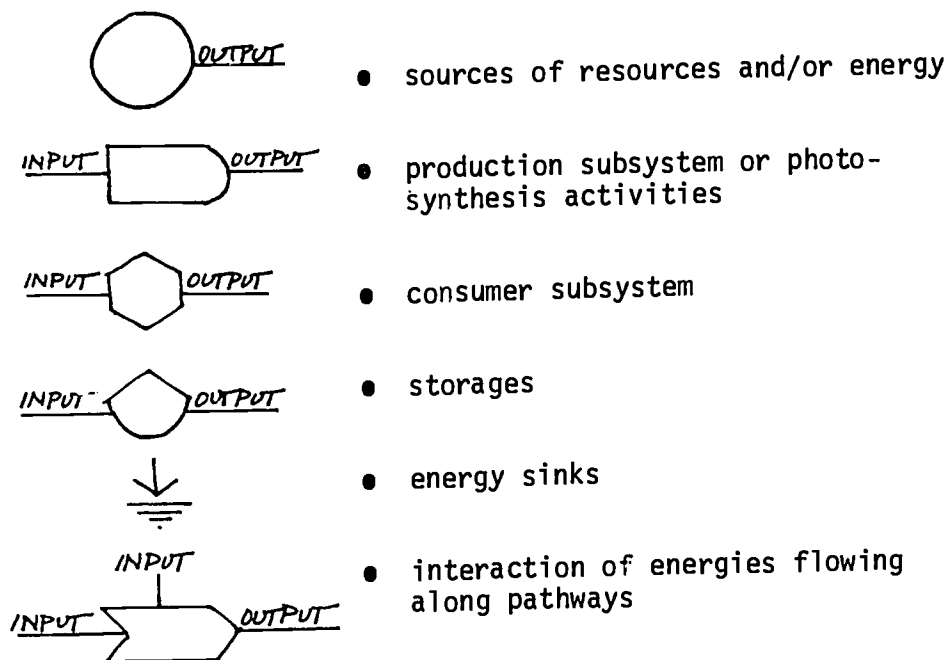 OUTPUT
• sources of resources and/or energy
INPUT OUTPUT
• production subsystem or photo-
synthesis activities
INPUT OUTPUT
• consumer subsystem
INPUT OUTPUT
• storages
• energy sinks
INPUT
INPUT OUTPUT
• interaction of energies flowing
along pathways